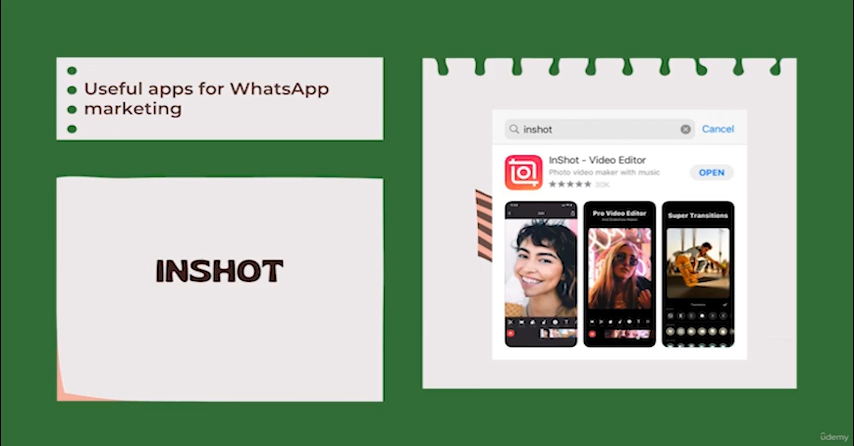 Useful apps for WhatsApp
marketing
INSHOT
inshot
Cancel
InShot - Video Editor
Photo video maker with music
OPEN
30K
Pro Video Editor
Super Transitions
udemy